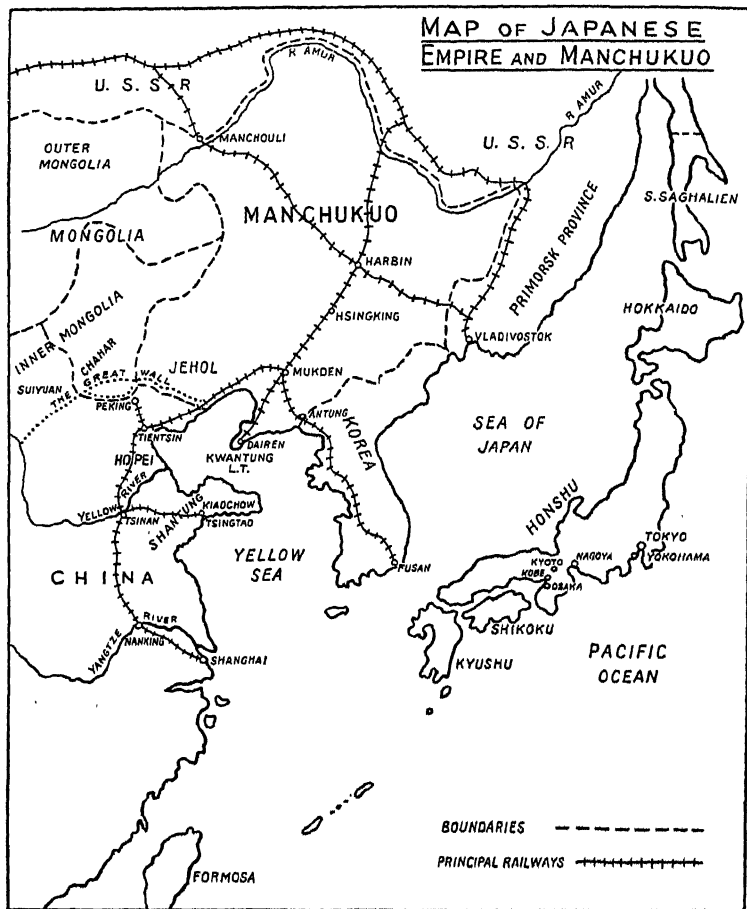 MAP OF JAPANESE
EMPIRE AND MANCHUKUO
R AMUR
U. S. S. R
R AMUR
U. S. S. R
MANCHOULI
OUTER
MONGOLIA
S. SAGHALIEN
MANCHUKUO
MONGOLIA
PRIMORSK PROVINCE
HARBIN
HSINGKING
HOKKAIDO
INNER MONGOLIA
VLADIVOSTOK
CHAHAR
JEHOL
SUIYUAN
THE GREAT WALL
MUKDEN
PEKING
ANTUNG
SEA OF
JAPAN
TIENTSIN
DAIREN
KOREA
HOPEI
KWANTUNG
L.T.
YELLOW RIVER
KIAOCHOW
TSINAN
SHANTUNG
TSINGTAO
HONSHU
YELLOW
SEA
TOKYO
NAGOYA
YOKOHAMA
KYOTO
KOBE
OSAKA
FUSAN
CHINA
SHIKOKU
YANGTZE RIVER
NANKING
SHANGHAI
KYUSHU
PACIFIC
OCEAN
BOUNDARIES
PRINCIPAL RAILWAYS
FORMOSA